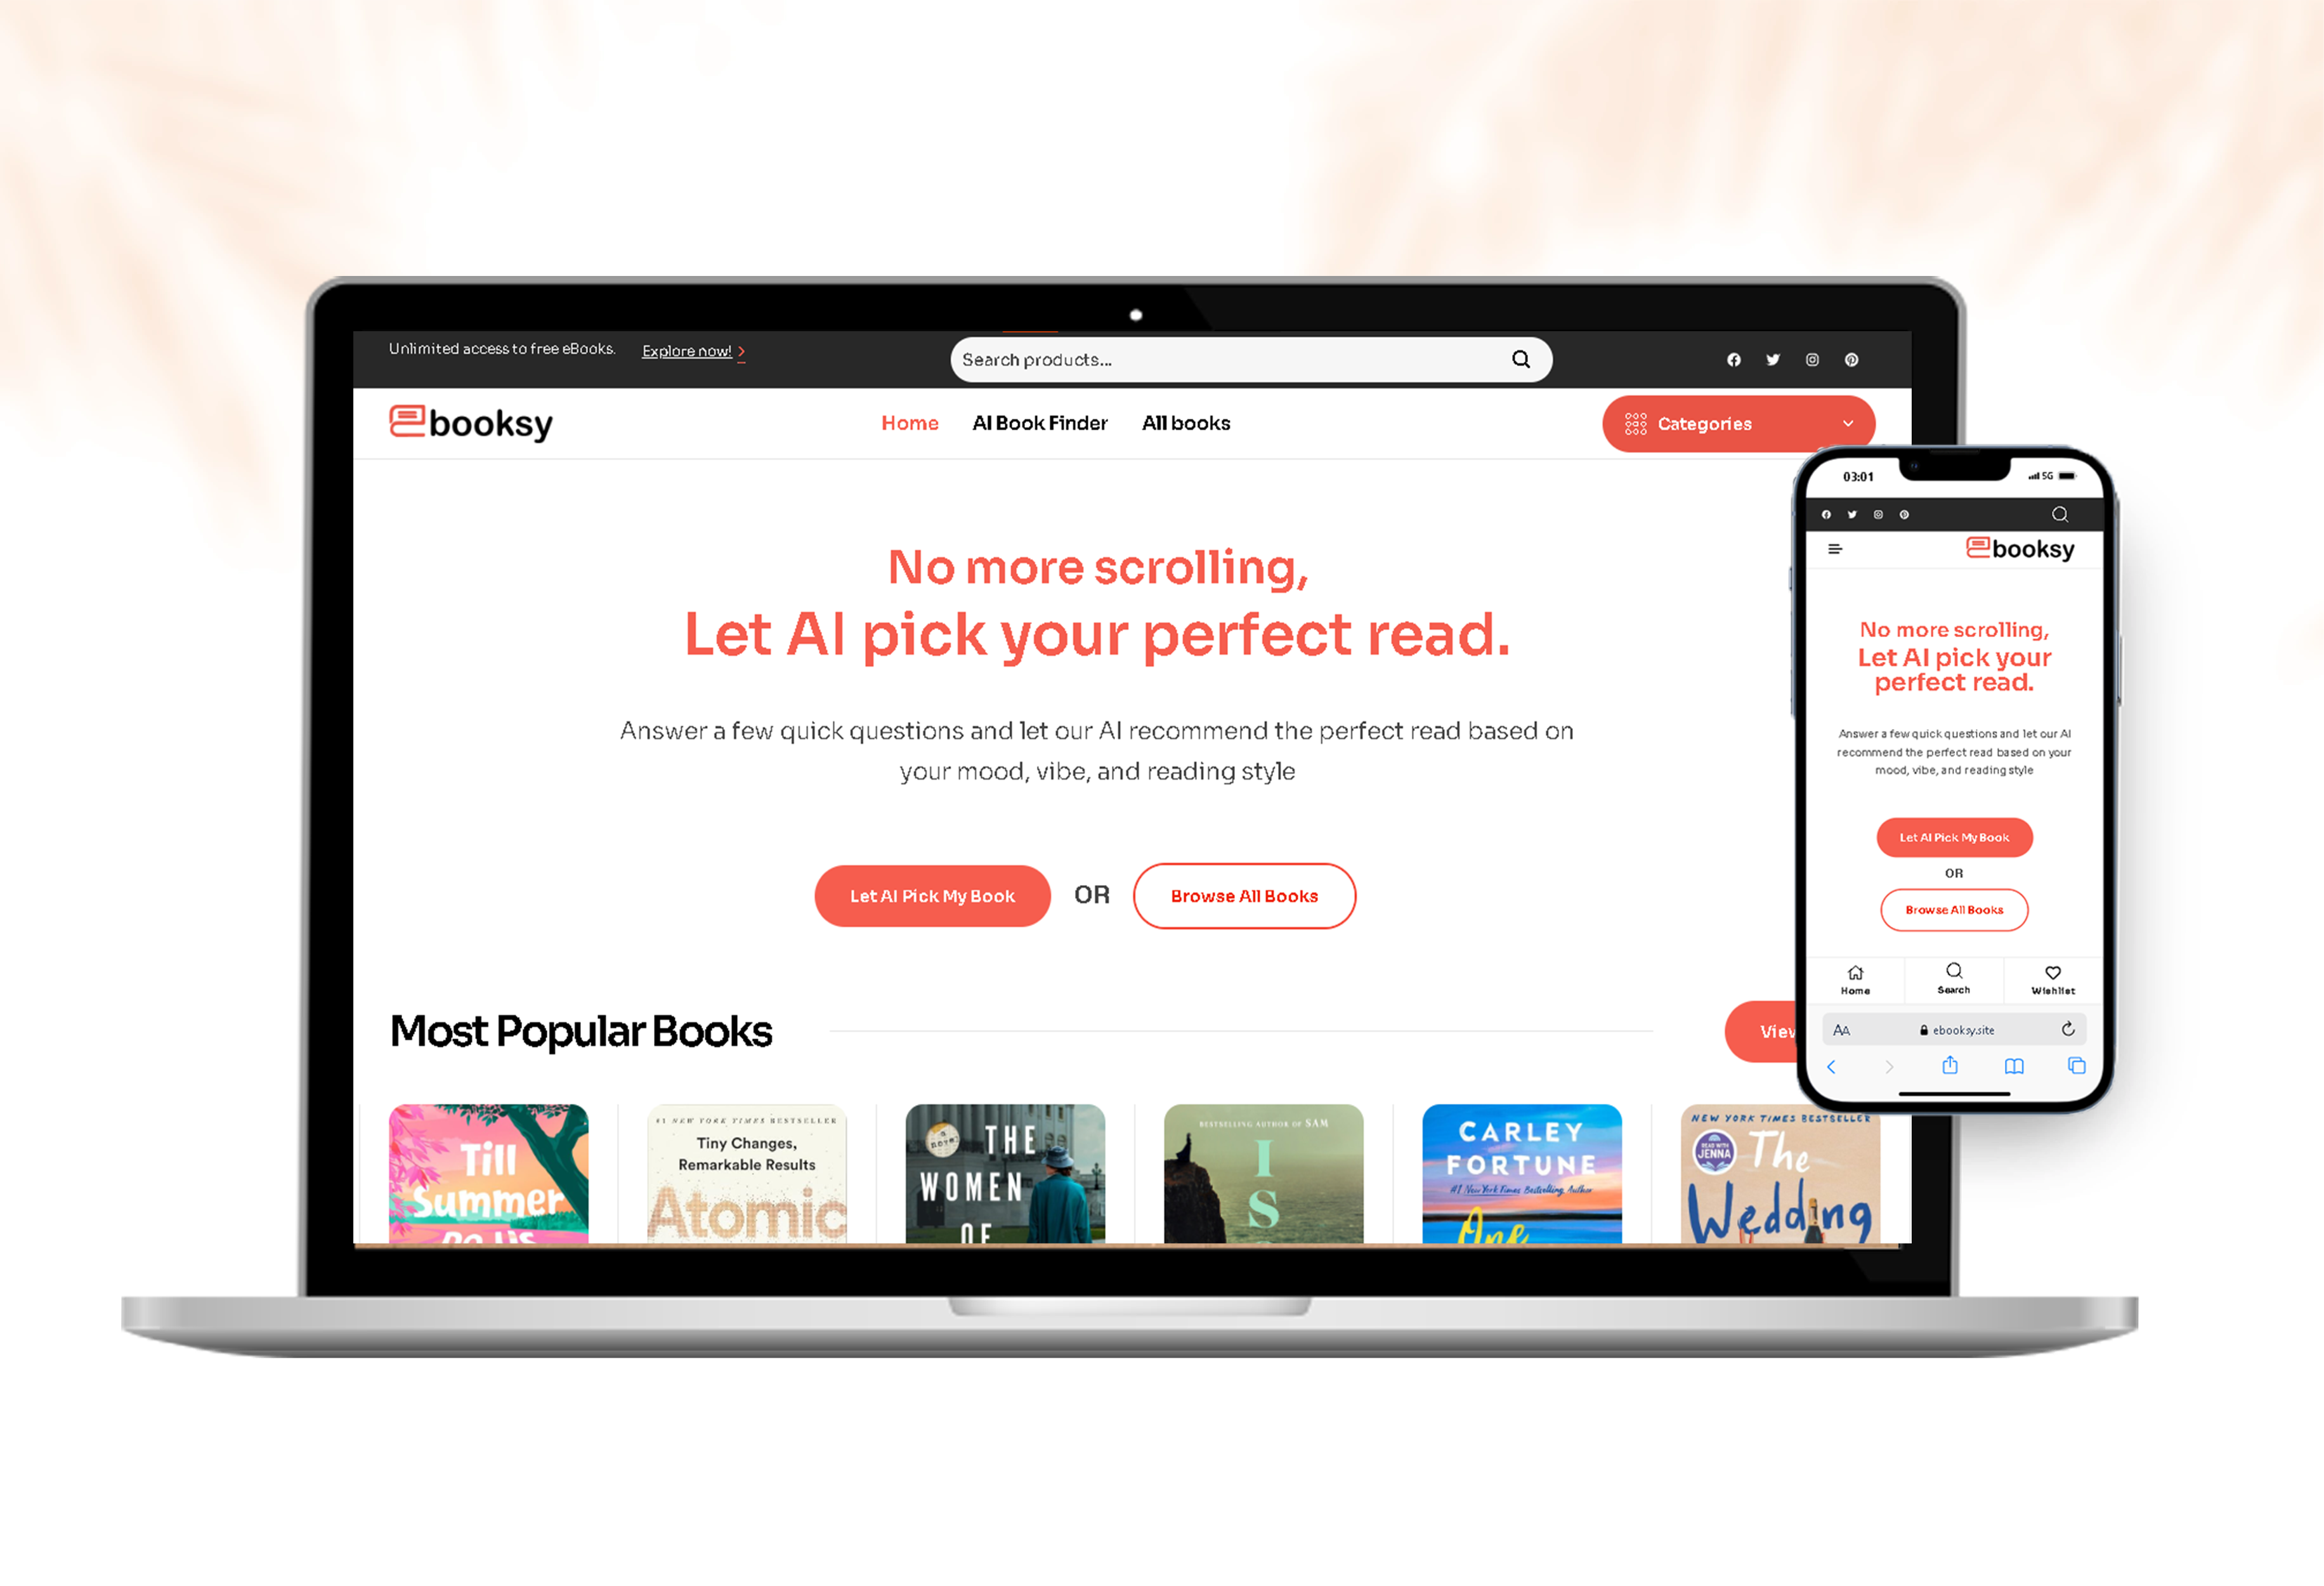 Unlimited access to free eBooks. Explore now!
Search products...
ebooksy
Home AI Book Finder All books
Categories
No more scrolling,
Let AI pick your perfect read.
Answer a few quick questions and let our AI recommend the perfect read based on
your mood, vibe, and reading style
Let AI Pick My Book OR Browse All Books
Most Popular Books
Till
Summer
#1 NEW YORK TIMES BESTSELLER
Tiny Changes,
Remarkable Results
Atomic
a novel
THE
WOMEN
OF
BESTSELLING AUTHOR OF SAM
I
S
CARLEY
FORTUNE
#1 New York Times Bestselling Author
One
NEW YORK TIMES BESTSELLER
READ WITH
JENNA
The
Wedding
03:01 5G
ebooksy
No more scrolling,
Let AI pick your
perfect read.
Answer a few quick questions and let our AI
recommend the perfect read based on your
mood, vibe, and reading style
Let AI Pick My Book
OR
Browse All Books
Home Search Wishlist
AA ebooksy.site